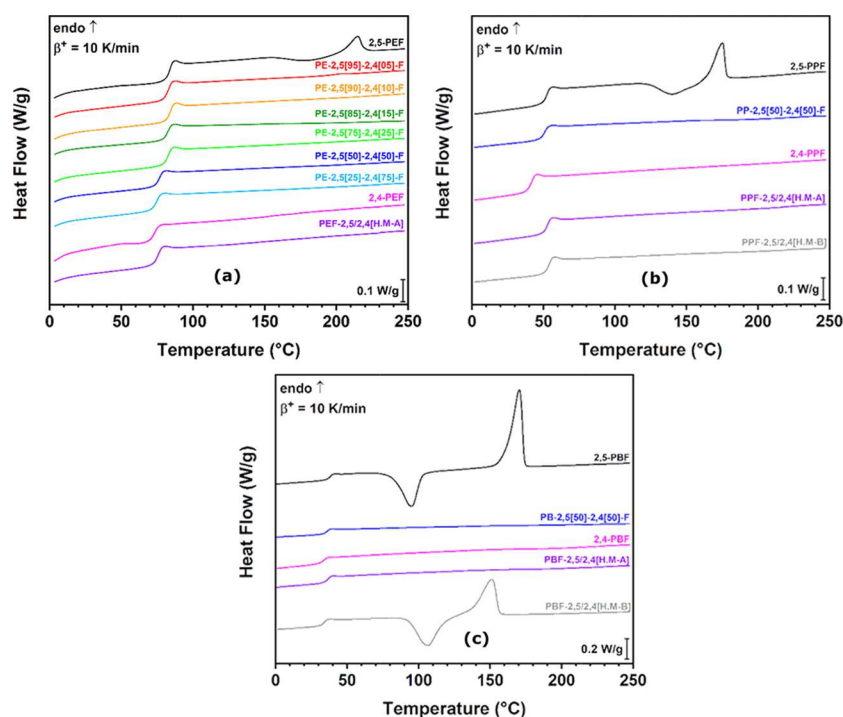 endo ↑
β⁺ = 10 K/min
2,5-PEF
PE-2,5[95]-2,4[05]-F
PE-2,5[90]-2,4[10]-F
PE-2,5[85]-2,4[15]-F
PE-2,5[75]-2,4[25]-F
PE-2,5[50]-2,4[50]-F
PE-2,5[25]-2,4[75]-F
2,4-PEF
PEF-2,5/2,4[H.M-A]
(a)
0.1 W/g
Heat Flow (W/g)
0 50 100 150 200 250
Temperature (°C)
endo ↑
β⁺ = 10 K/min
2,5-PPF
PP-2,5[50]-2,4[50]-F
2,4-PPF
PPF-2,5/2,4[H.M-A]
PPF-2,5/2,4[H.M-B]
(b)
0.1 W/g
Heat Flow (W/g)
0 50 100 150 200 250
Temperature (°C)
endo ↑
β⁺ = 10 K/min
2,5-PBF
PB-2,5[50]-2,4[50]-F
2,4-PBF
PBF-2,5/2,4[H.M-A]
PBF-2,5/2,4[H.M-B]
(c)
0.2 W/g
Heat Flow (W/g)
0 50 100 150 200 250
Temperature (°C)